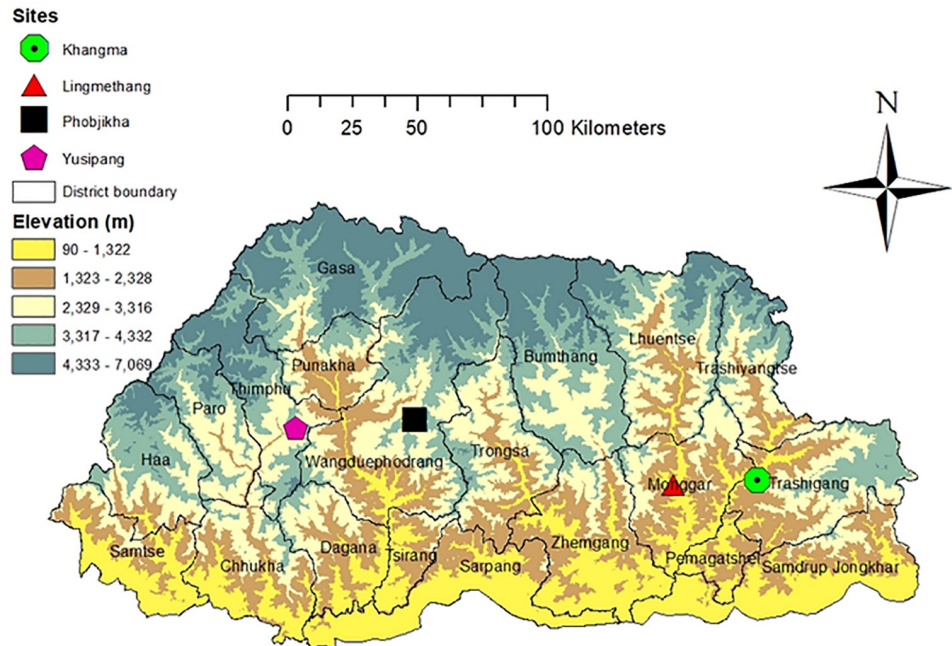 Sites
Khangma
Lingmethang
Phobjikha
Yusipang
District boundary
Elevation (m)
90 - 1,322
1,323 - 2,328
2,329 - 3,316
3,317 - 4,332
4,333 - 7,069
0 25 50 100 Kilometers
N
Gasa
Punakha
Thimphu
Paro
Haa
Wangduephodrang
Bumthang
Lhuentse
Trashiyangtse
Trongsa
Monggar
Trashigang
Samtse
Chhukha
Dagana
Tsirang
Sarpang
Zhemgang
Pemagatshel
Samdrup Jongkhar